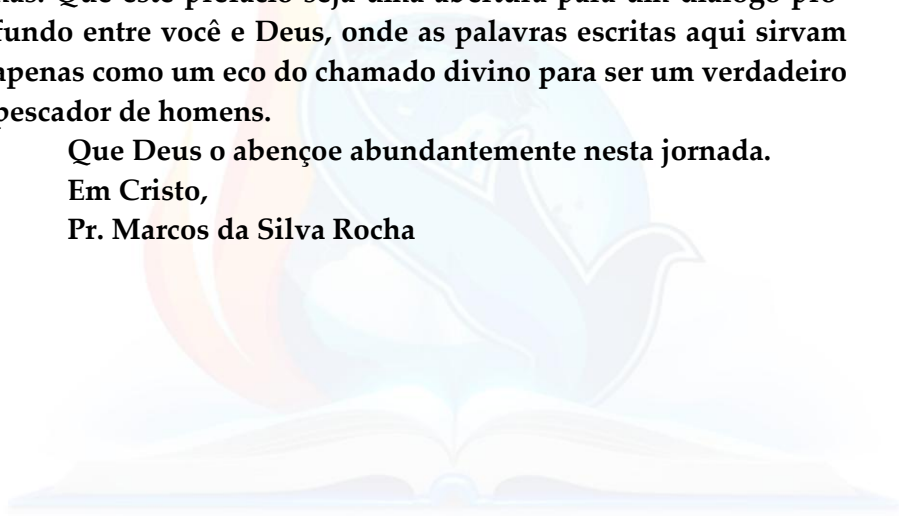 nas. Que este prefácio seja uma abertura para um diálogo pro-
fundo entre você e Deus, onde as palavras escritas aqui sirvam
apenas como um eco do chamado divino para ser um verdadeiro
pescador de homens.
Que Deus o abençoe abundantemente nesta jornada.
Em Cristo,
Pr. Marcos da Silva Rocha